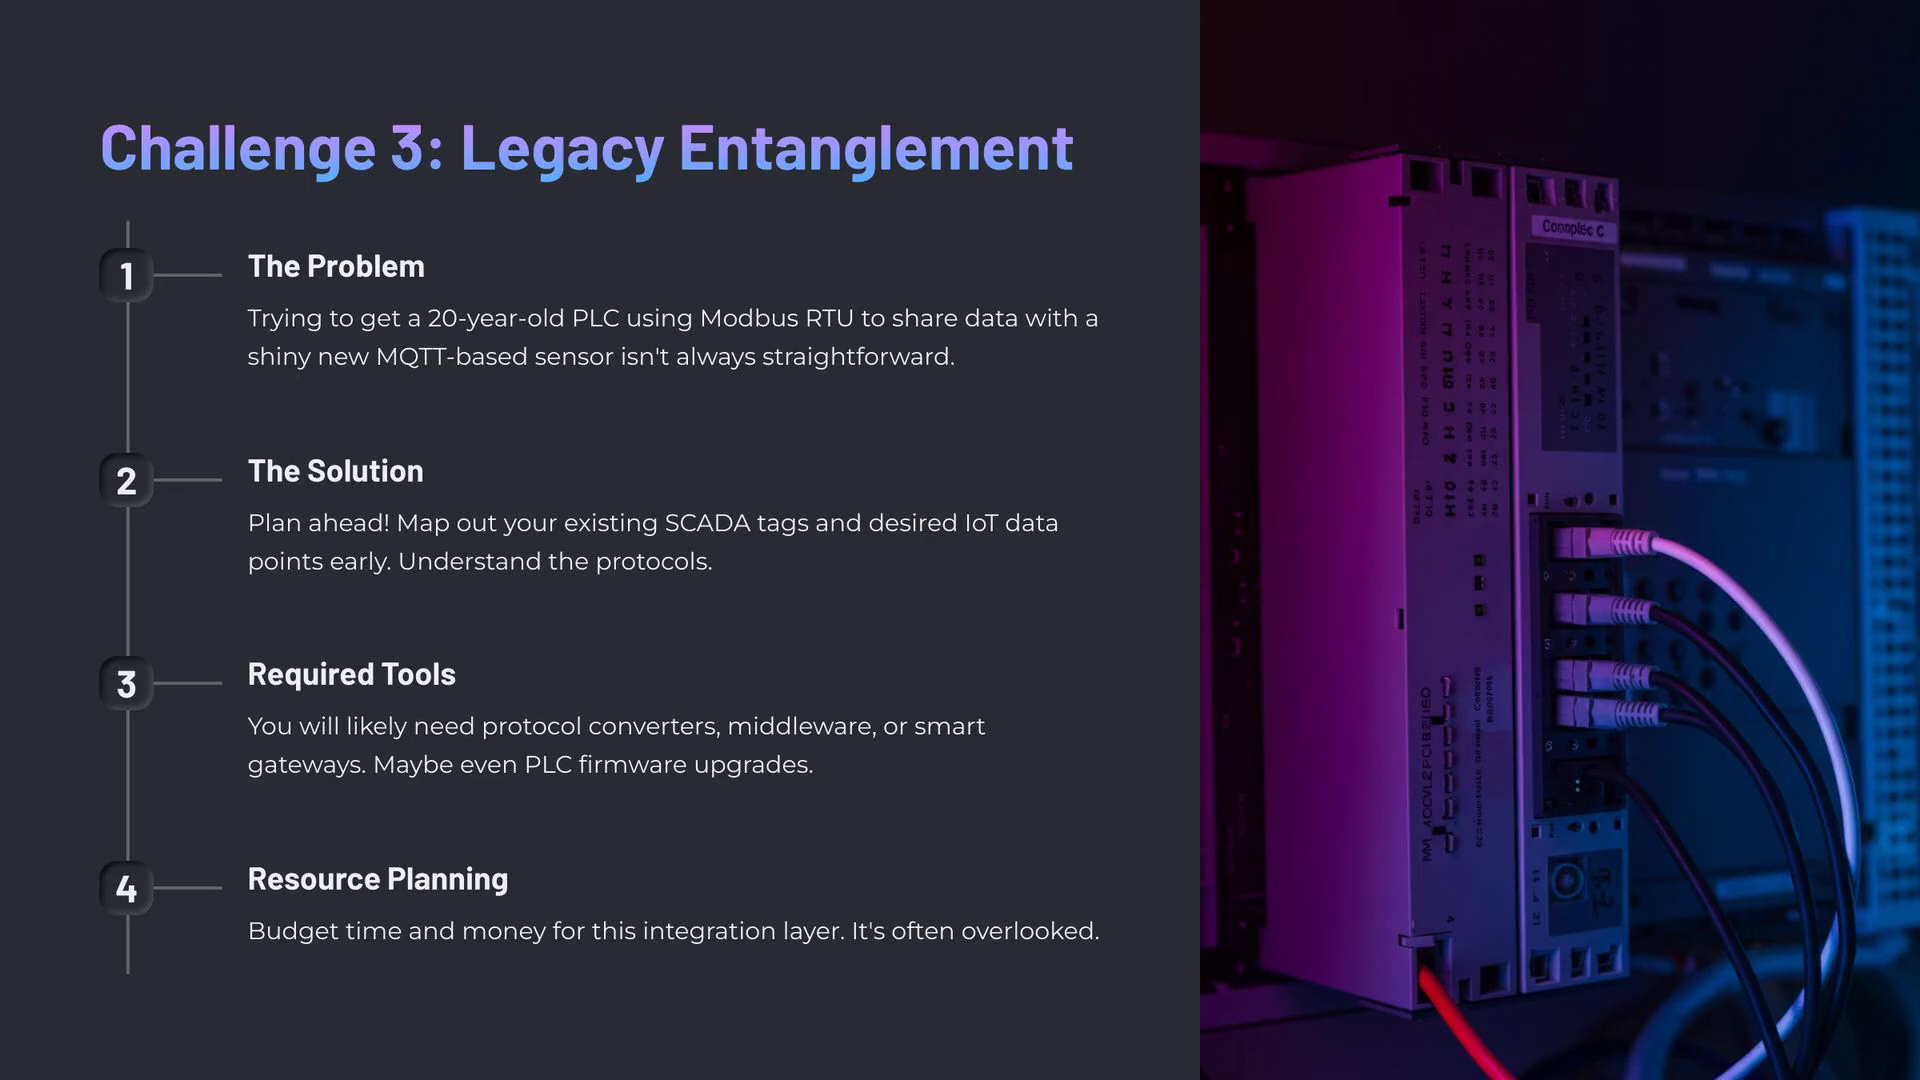 Challenge 3: Legacy Entanglement
1
The Problem
Trying to get a 20-year-old PLC using Modbus RTU to share data with a
shiny new MQTT-based sensor isn't always straightforward.
2
The Solution
Plan ahead! Map out your existing SCADA tags and desired IoT data
points early. Understand the protocols.
3
Required Tools
You will likely need protocol converters, middleware, or smart
gateways. Maybe even PLC firmware upgrades.
4
Resource Planning
Budget time and money for this integration layer. It's often overlooked.